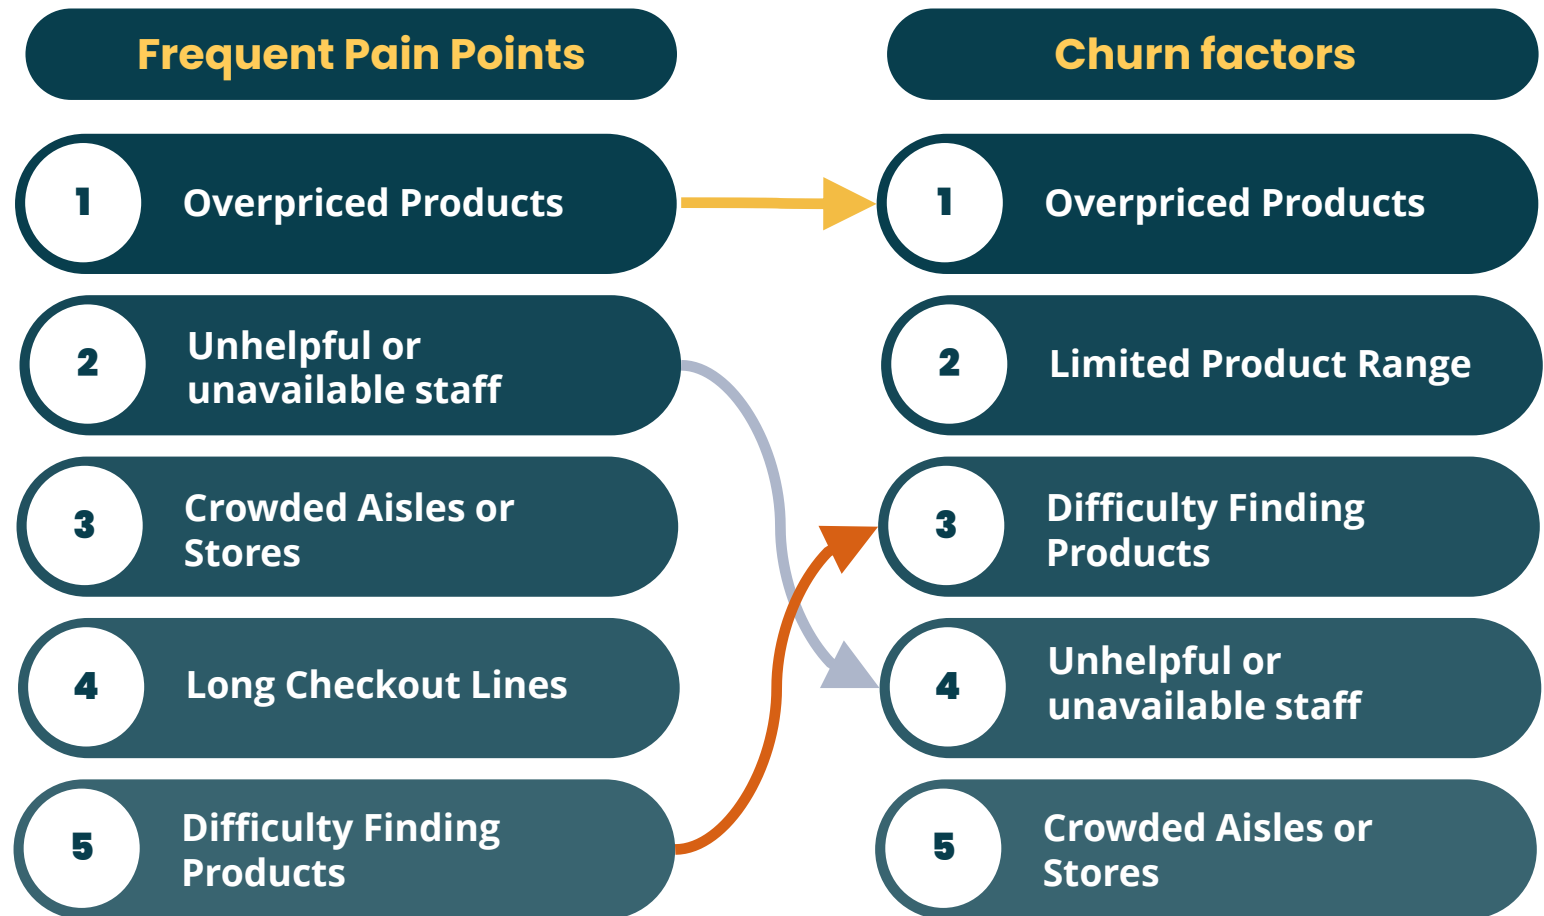 Frequent Pain Points
1
Overpriced Products
2
Unhelpful or
unavailable staff
3
Crowded Aisles or
Stores
4
Long Checkout Lines
5
Difficulty Finding
Products
Churn factors
1
Overpriced Products
2
Limited Product Range
3
Difficulty Finding
Products
4
Unhelpful or
unavailable staff
5
Crowded Aisles or
Stores